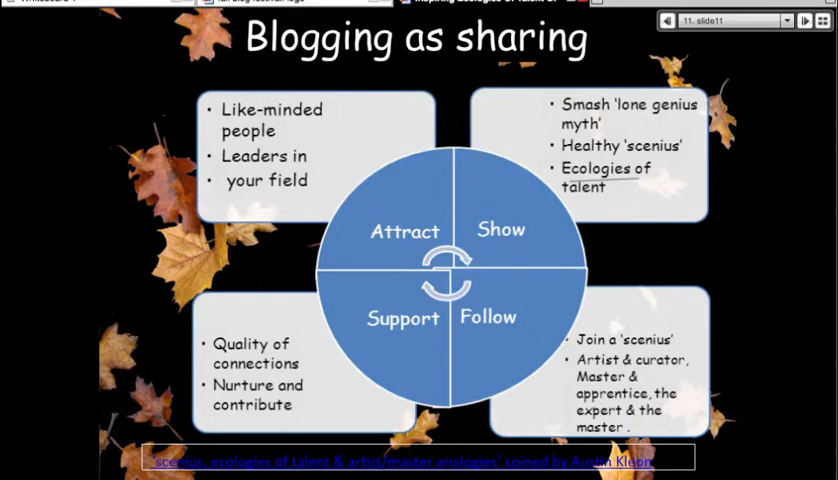 11. slide11
Blogging as sharing
Like-minded
people
Leaders in
your field
Smash 'lone genius
myth'
Healthy 'scenius'
Ecologies of
talent
Attract
Show
Support
Follow
Quality of
connections
Nurture and
contribute
Join a 'scenius'
Artist & curator,
Master &
apprentice, the
expert & the
master .
'scenius, ecologies of talent & artist/master analogies' coined by Austin Kleon